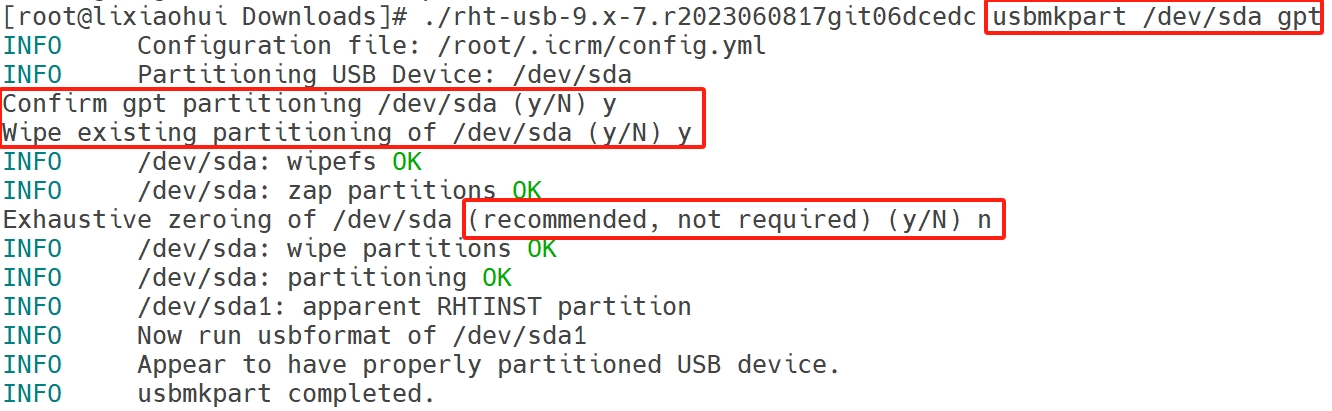 [root@lixiaohui Downloads]# ./rht-usb-9.x-7.r2023060817git06dcedc usbmkpart /dev/sda gpt
INFO Configuration file: /root/.icrm/config.yml
INFO Partitioning USB Device: /dev/sda
Confirm gpt partitioning /dev/sda (y/N) y
Wipe existing partitioning of /dev/sda (y/N) y
INFO /dev/sda: wipefs OK
INFO /dev/sda: zap partitions OK
Exhaustive zeroing of /dev/sda (recommended, not required) (y/N) n
INFO /dev/sda: wipe partitions OK
INFO /dev/sda: partitioning OK
INFO /dev/sda1: apparent RHTINST partition
INFO Now run usbformat of /dev/sda1
INFO Appear to have properly partitioned USB device.
INFO usbmkpart completed.